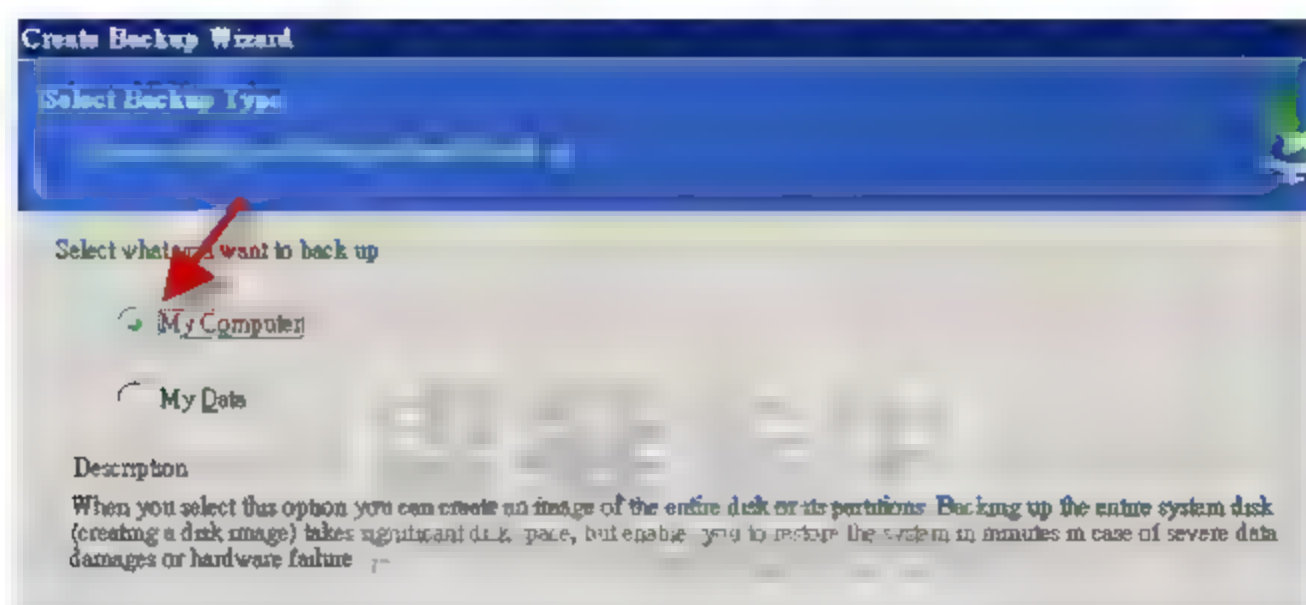 Create Backup Wizard
Select Backup Type
Select what want to back up
My Computer
My Data
Description
When you select this option you can create an image of the entire disk or its partitions Backing up the entire system disk
(creating a disk image) takes significant disk space, but enable you to restore the system in minutes in case of severe data
damages or hardware failure